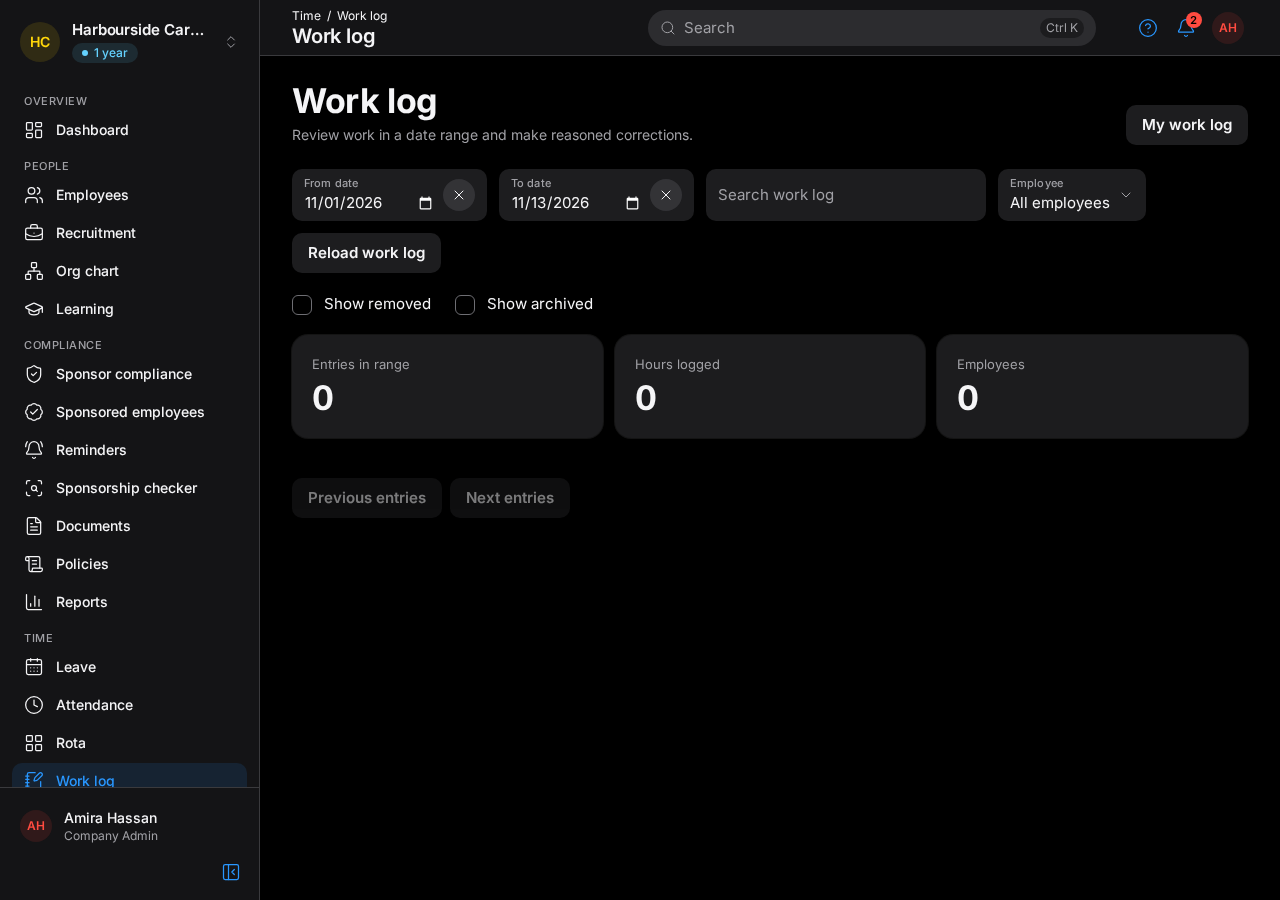 HC
Harbourside Car...
1 year
OVERVIEW
Dashboard
PEOPLE
Employees
Recruitment
Org chart
Learning
COMPLIANCE
Sponsor compliance
Sponsored employees
Reminders
Sponsorship checker
Documents
Policies
Reports
TIME
Leave
Attendance
Rota
Work log
AH
Amira Hassan
Company Admin
Time / Work log
Work log
Search
Ctrl K
2
AH
Work log
Review work in a date range and make reasoned corrections.
My work log
From date
11/01/2026
To date
11/13/2026
Search work log
Employee
All employees
Reload work log
Show removed
Show archived
Entries in range
0
Hours logged
0
Employees
0
Previous entries
Next entries